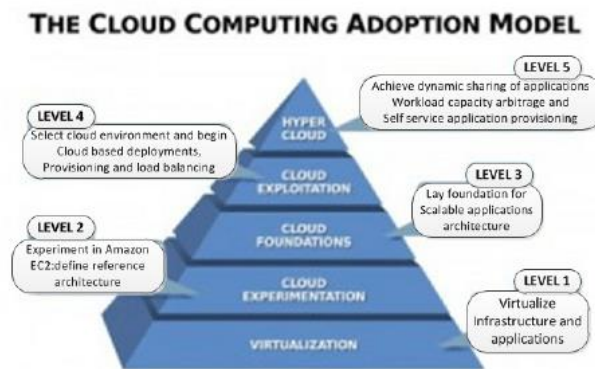 THE CLOUD COMPUTING ADOPTION MODEL
LEVEL 5
Achieve dynamic sharing of applications
Workload capacity arbitrage and
Self service application provisioning
HYPER
CLOUD
LEVEL 4
Select cloud environment and begin
Cloud based deployments,
Provisioning and load balancing
CLOUD
EXPLOITATION
LEVEL 3
Lay foundation for
Scalable applications
architecture
CLOUD
FOUNDATIONS
LEVEL 2
Experiment in Amazon
EC2:define reference
architecture
CLOUD
EXPERIMENTATION
LEVEL 1
Virtualize
Infrastructure and
applications
VIRTUALIZATION